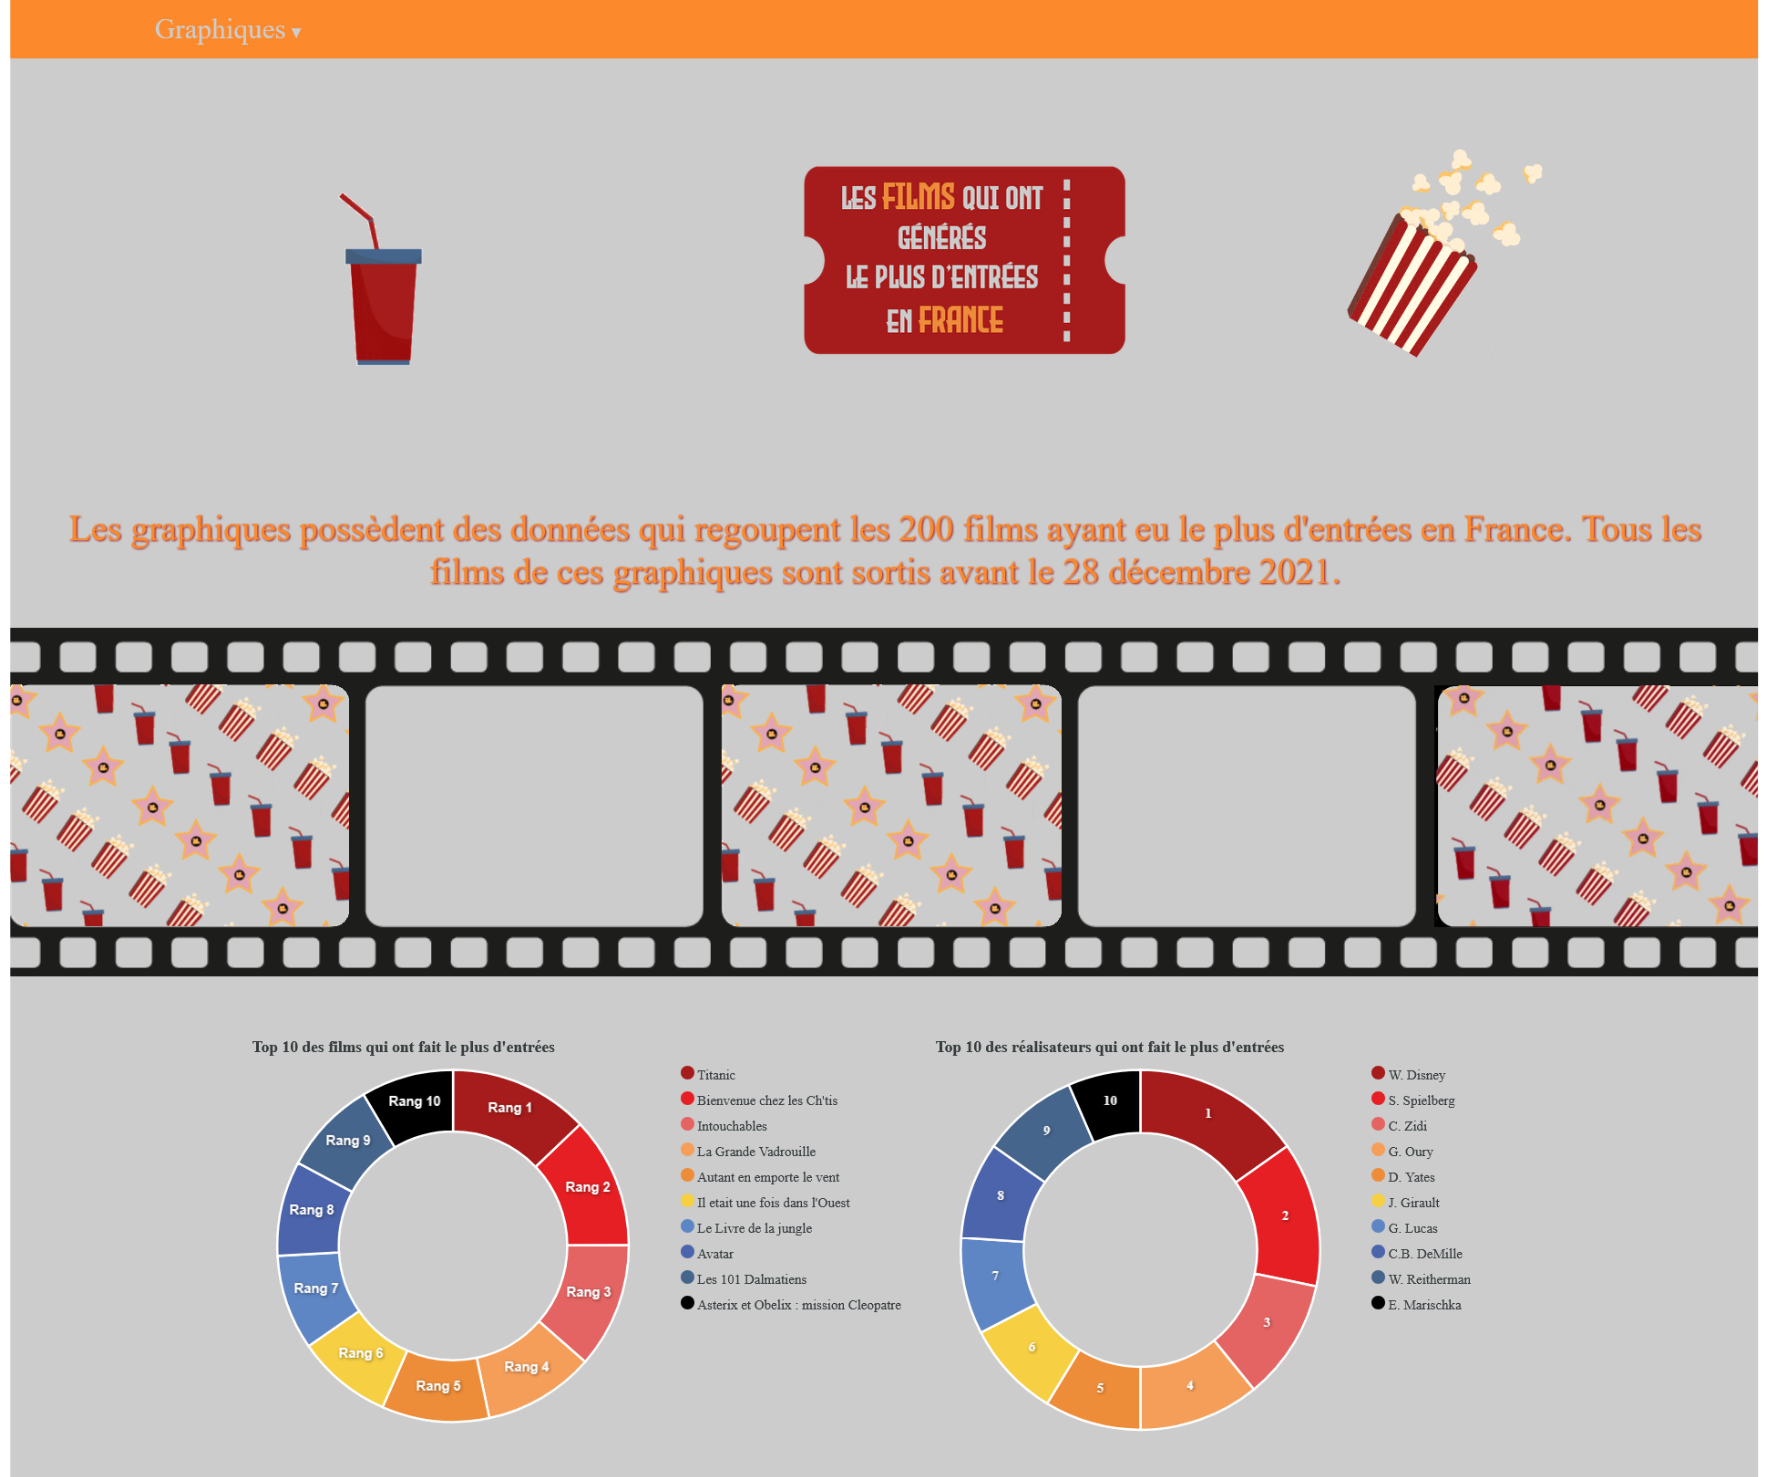 Graphiques ▾
LES FILMS QUI ONT
GÉNÉRÉS
LE PLUS D'ENTRÉES
EN FRANCE
Les graphiques possèdent des données qui regoupent les 200 films ayant eu le plus d'entrées en France. Tous les
films de ces graphiques sont sortis avant le 28 décembre 2021.
Top 10 des films qui ont fait le plus d'entrées
Rang 1
Rang 2
Rang 3
Rang 4
Rang 5
Rang 6
Rang 7
Rang 8
Rang 9
Rang 10
Titanic
Bienvenue chez les Ch'tis
Intouchables
La Grande Vadrouille
Autant en emporte le vent
Il etait une fois dans l'Ouest
Le Livre de la jungle
Avatar
Les 101 Dalmatiens
Asterix et Obelix : mission Cleopatre
Top 10 des réalisateurs qui ont fait le plus d'entrées
1
2
3
4
5
6
7
8
9
10
W. Disney
S. Spielberg
C. Zidi
G. Oury
D. Yates
J. Girault
G. Lucas
C.B. DeMille
W. Reitherman
E. Marischka